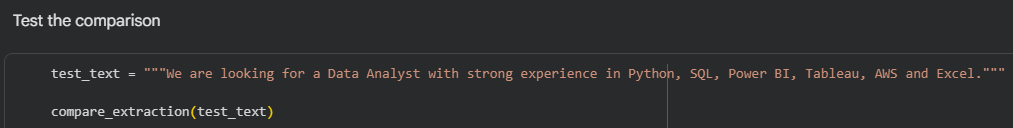 Test the comparison
test_text = """We are looking for a Data Analyst with strong experience in Python, SQL, Power BI, Tableau, AWS and Excel."""
compare_extraction(test_text)